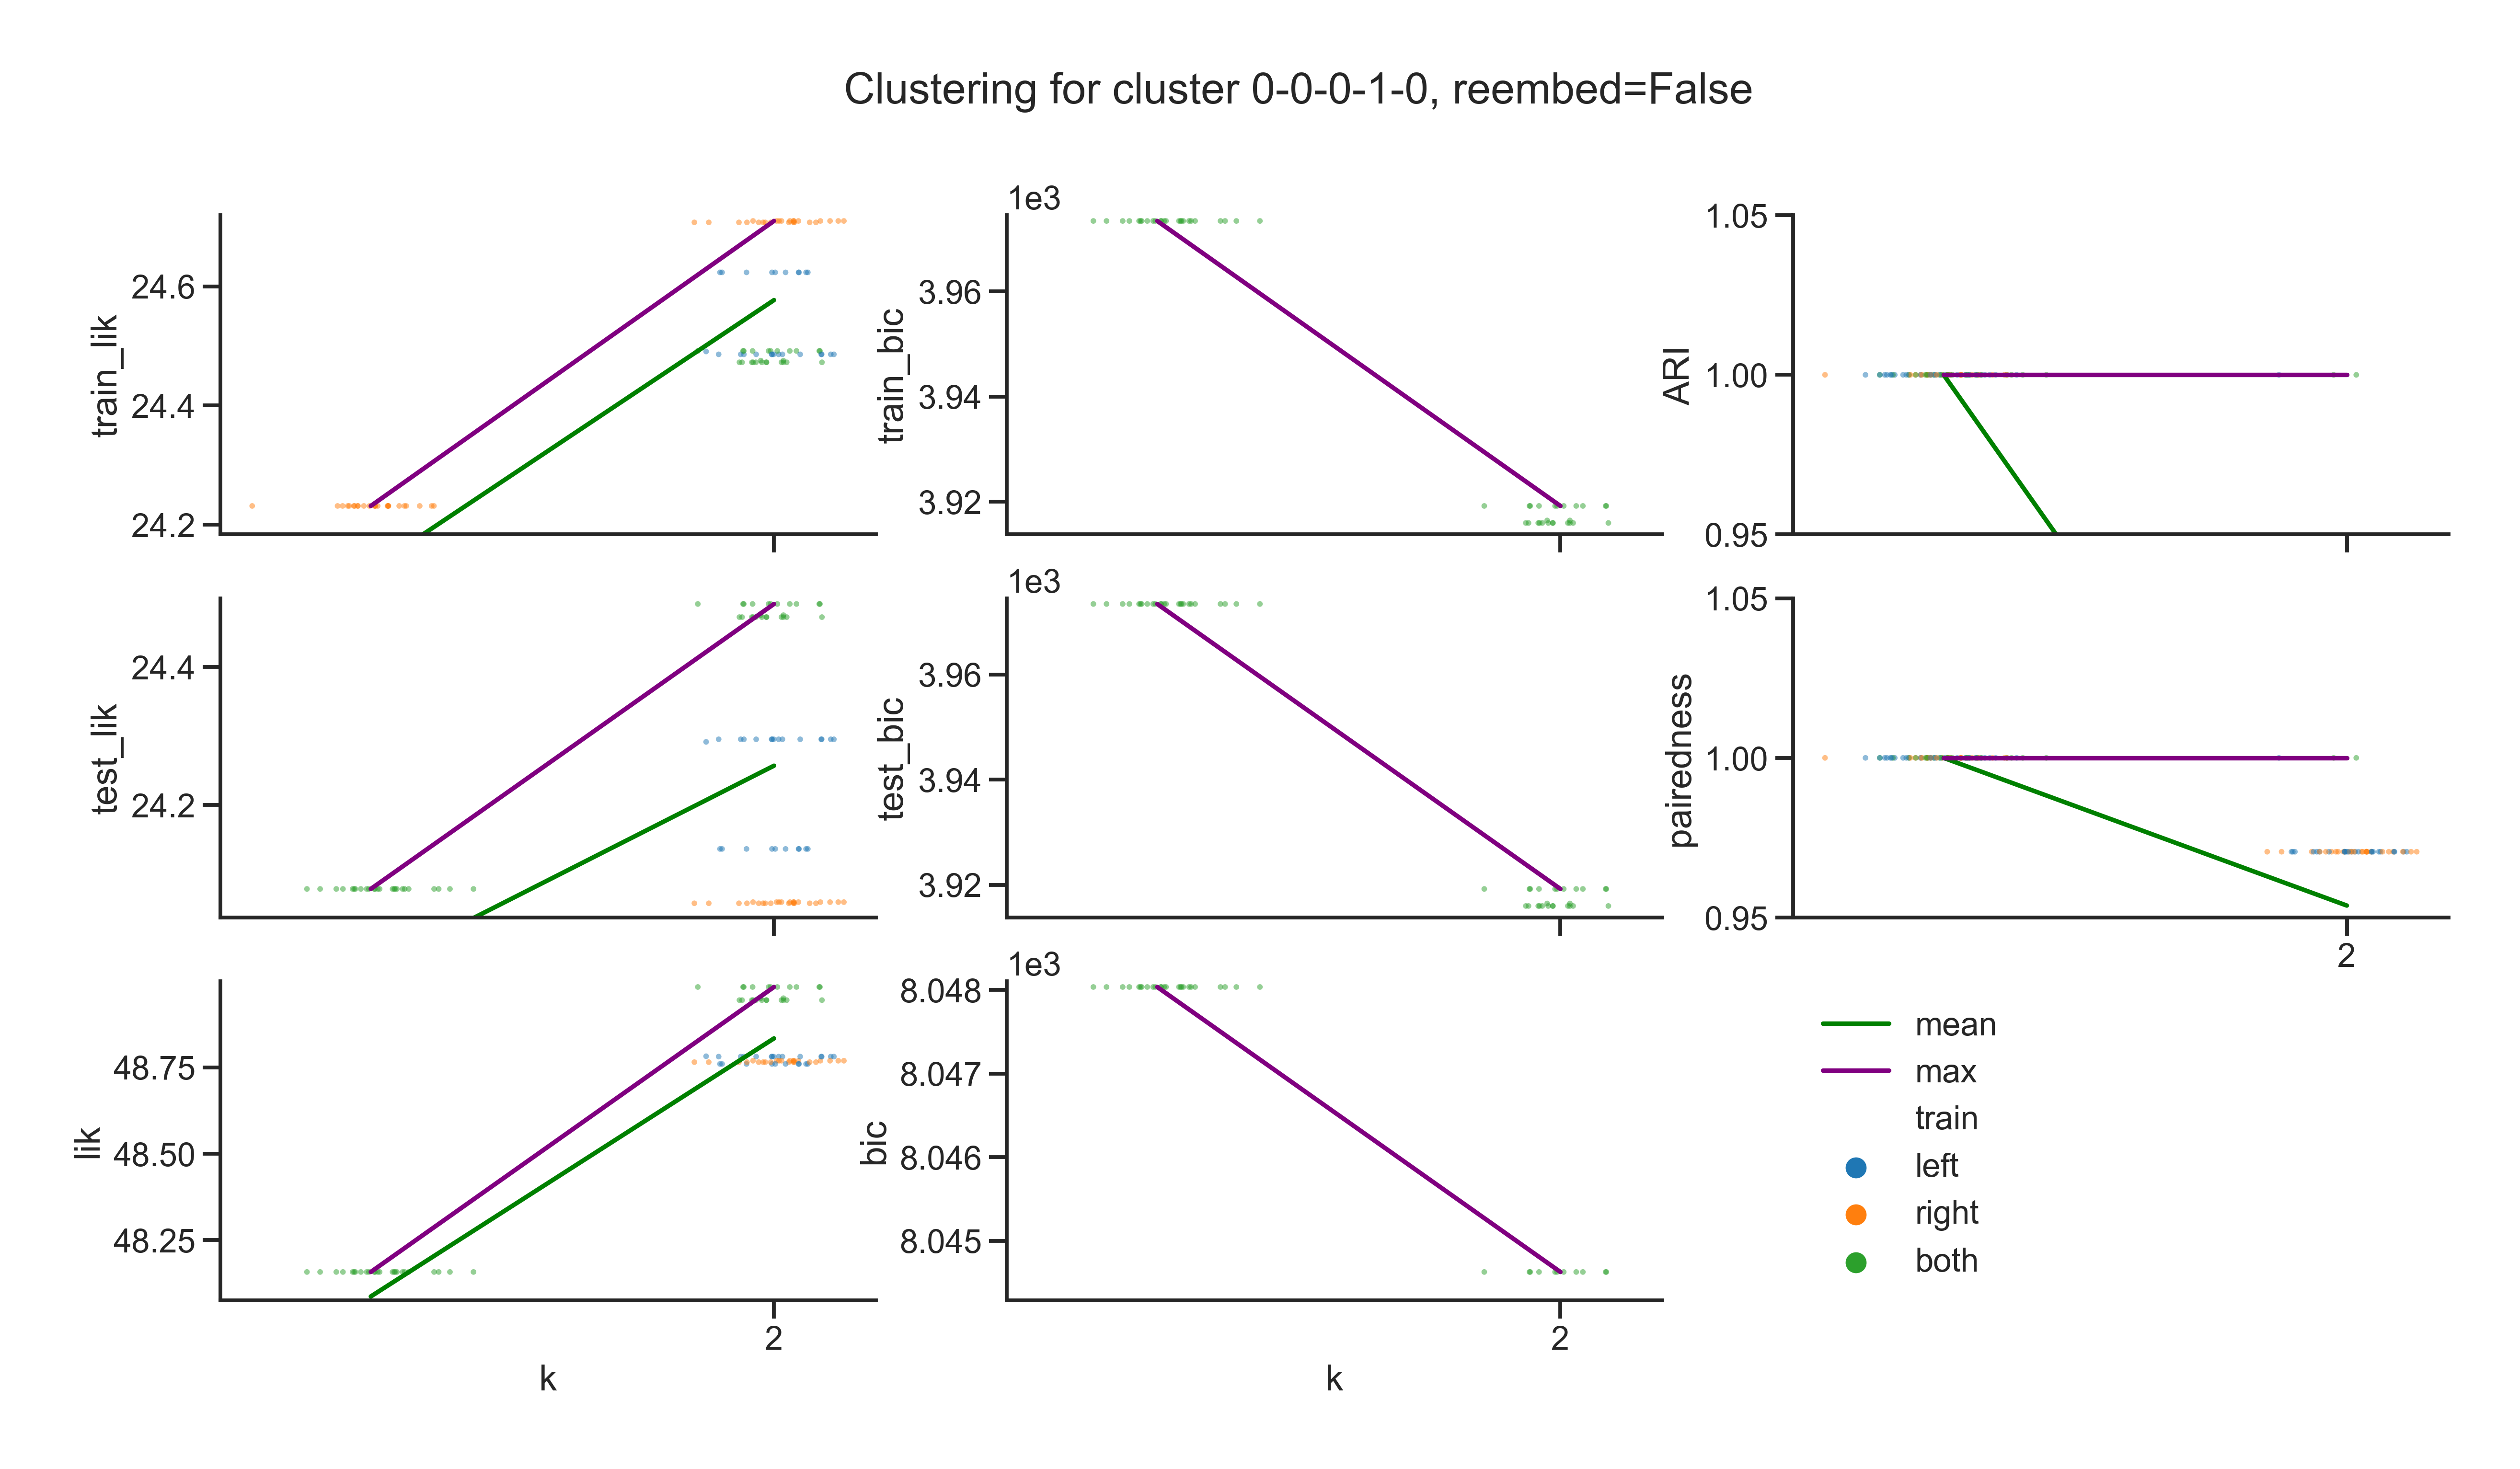 Clustering for cluster 0-0-0-1-0, reembed=False
train_lik
24.6
24.4
24.2
1e3
train_bic
3.96
3.94
3.92
ARI
1.05
1.00
0.95
test_lik
24.4
24.2
1e3
test_bic
3.96
3.94
3.92
pairedness
1.05
1.00
0.95
2
lik
48.75
48.50
48.25
2
k
1e3
bic
8.048
8.047
8.046
8.045
2
k
mean
max
train
left
right
both